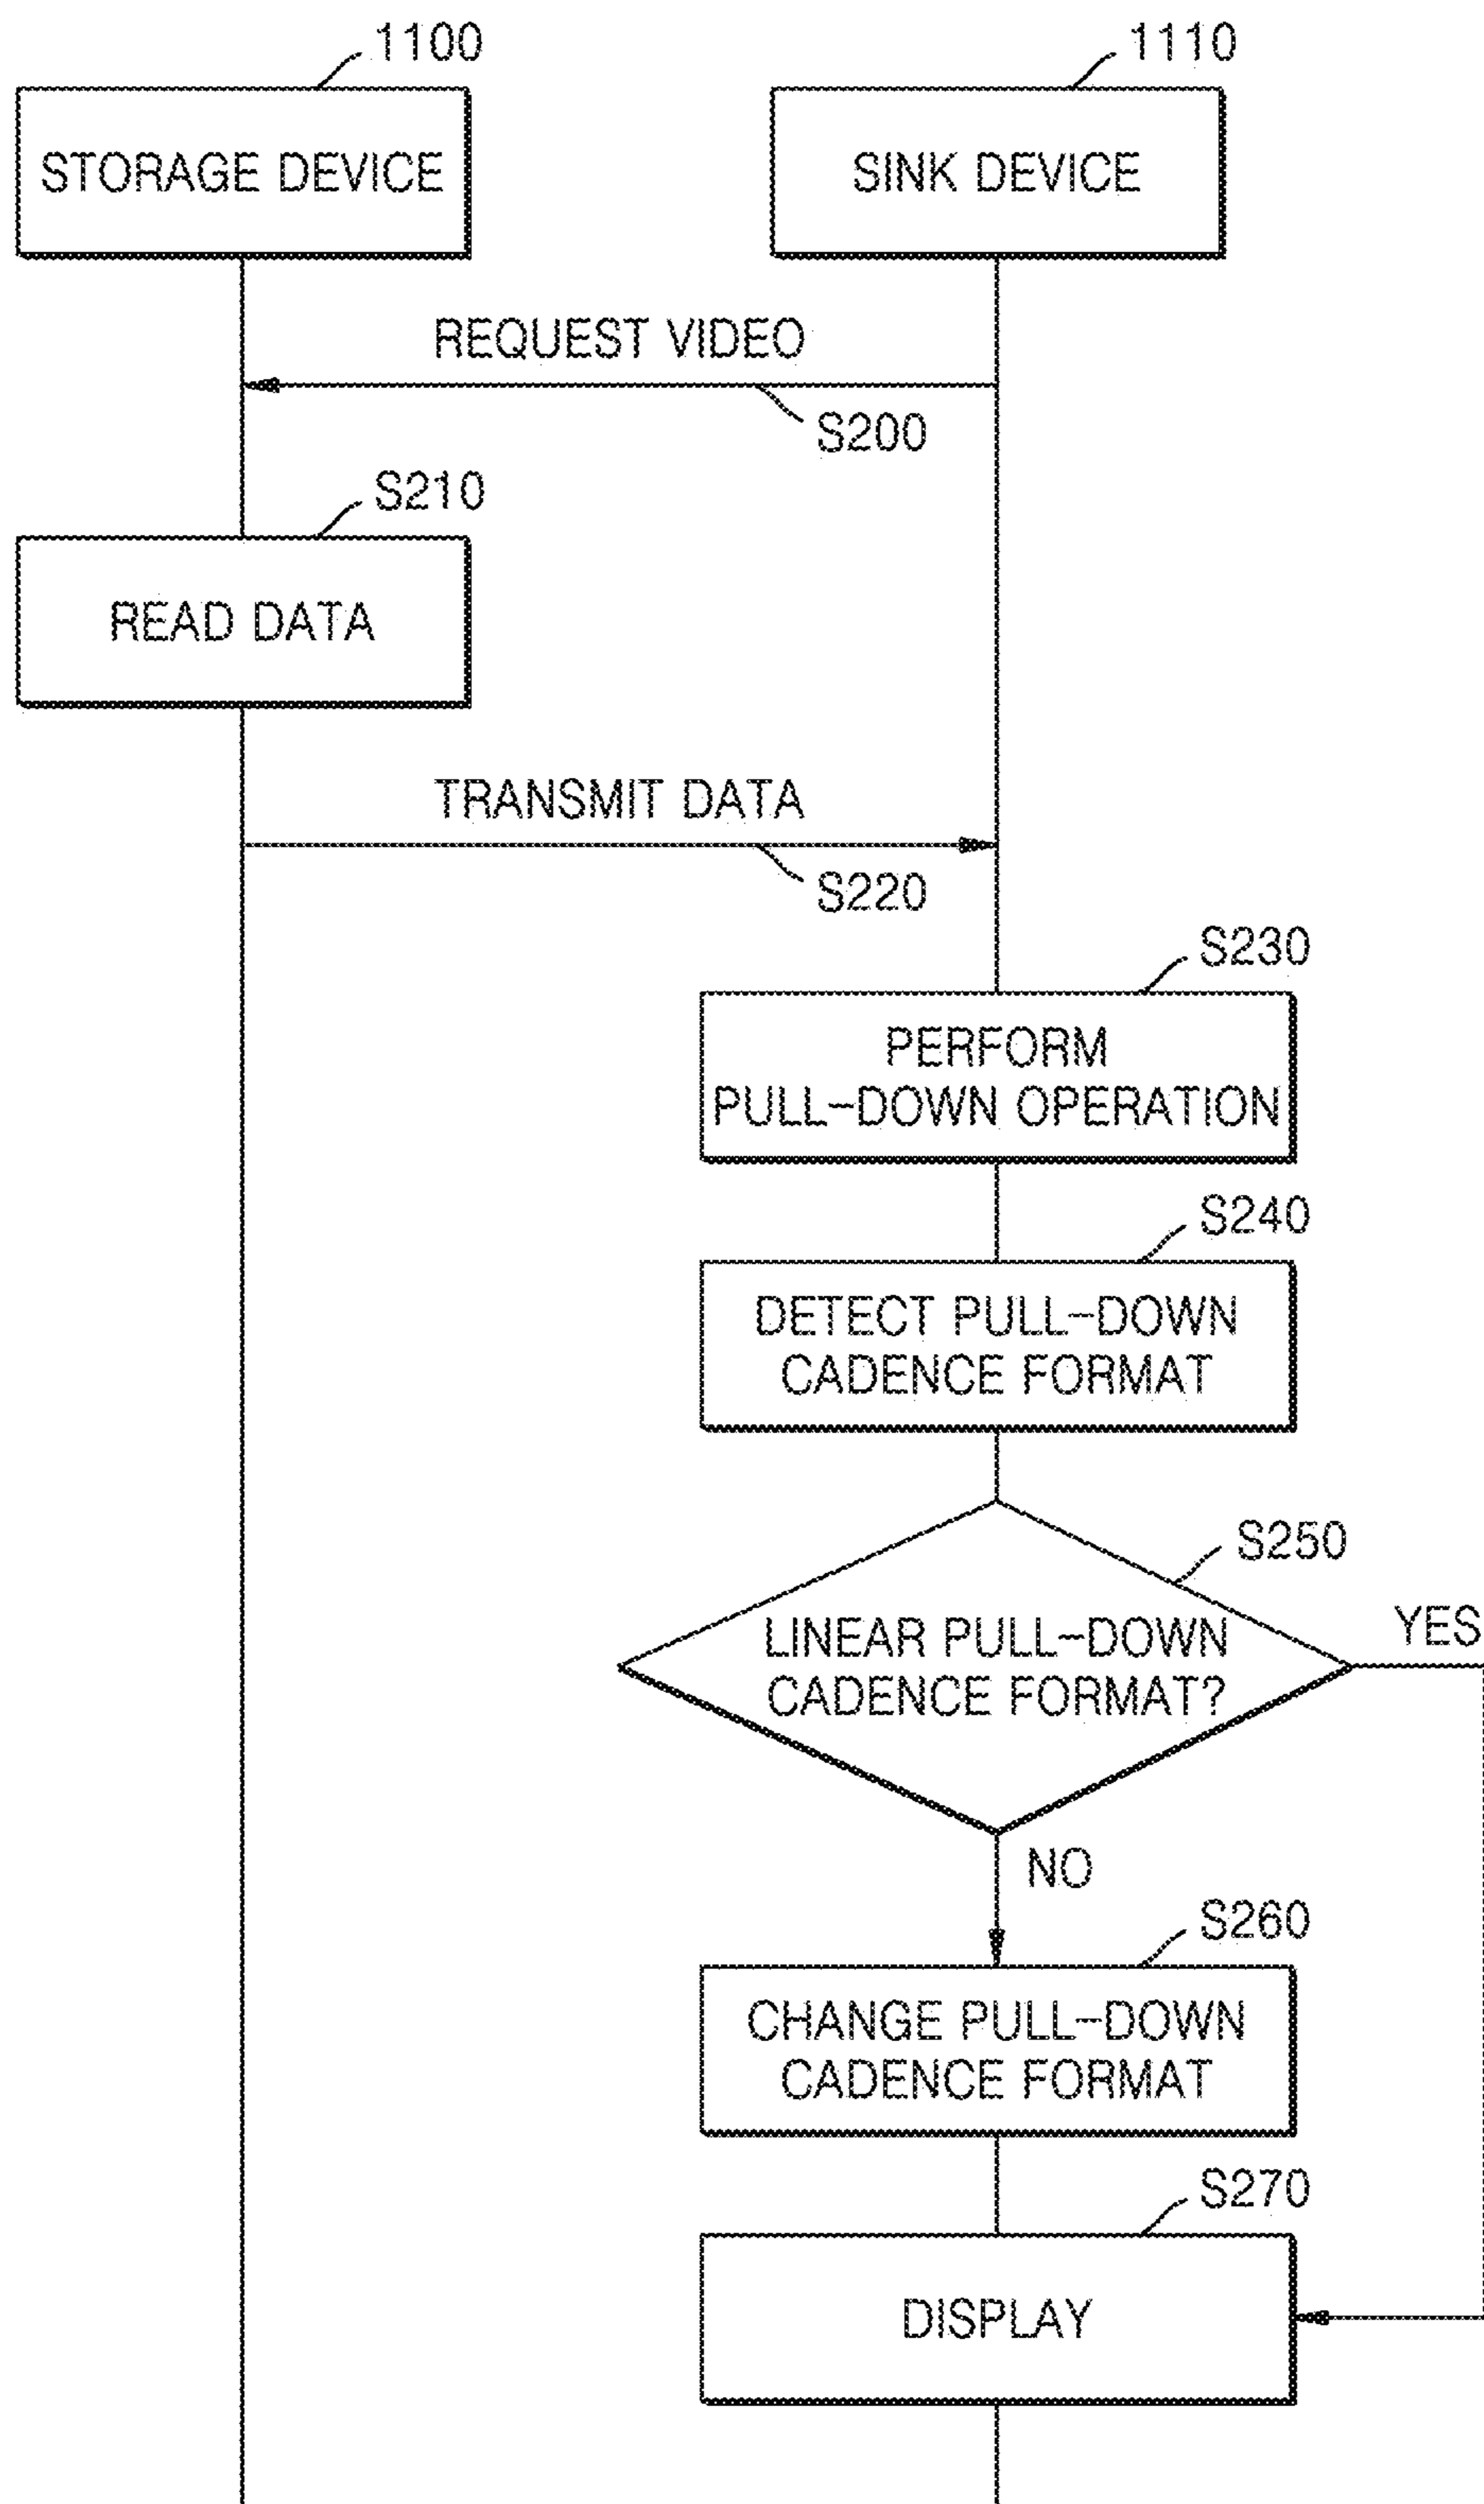 1100
1110
STORAGE DEVICE
SINK DEVICE
REQUEST VIDEO
S200
S210
READ DATA
TRANSMIT DATA
S220
S230
PERFORM
PULL-DOWN OPERATION
S240
DETECT PULL-DOWN
CADENCE FORMAT
S250
LINEAR PULL-DOWN
CADENCE FORMAT?
YES
NO
S260
CHANGE PULL-DOWN
CADENCE FORMAT
S270
DISPLAY